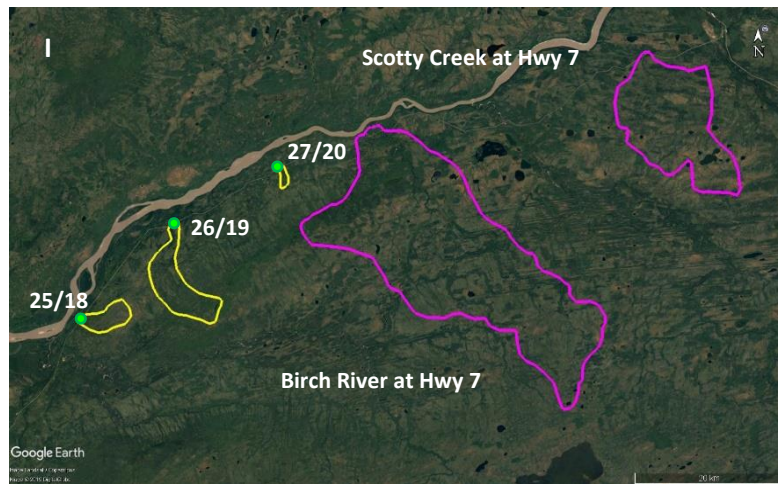 I
Scotty Creek at Hwy 7
N
27/20
26/19
25/18
Birch River at Hwy 7
Google Earth
20 km